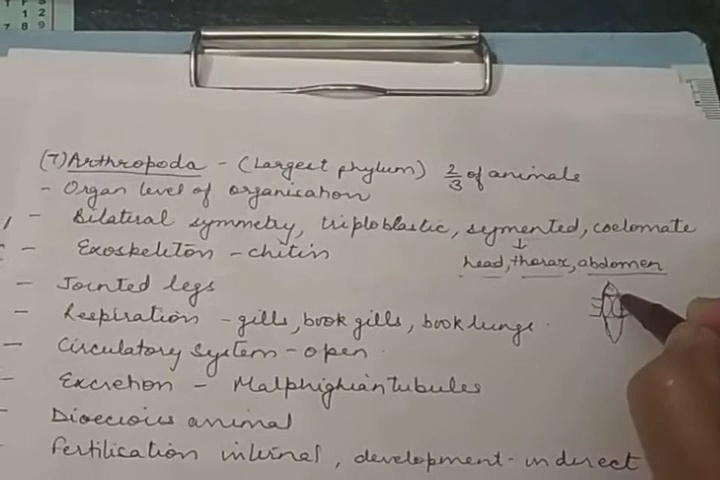 (7) Arthropoda - (Largest phylum) 2/3 of animals
- Organ level of organisation
- Bilateral symmetry, triploblastic, segmented, coelomate
↓
head, thorax, abdomen
- Exoskeleton - chitin
- Jointed legs
- Respiration - gills, book gills, book lungs.
- Circulatory system - open.
- Excretion - Malphighian tubules
- Dioecious animal
- Fertilisation internal, development - indirect